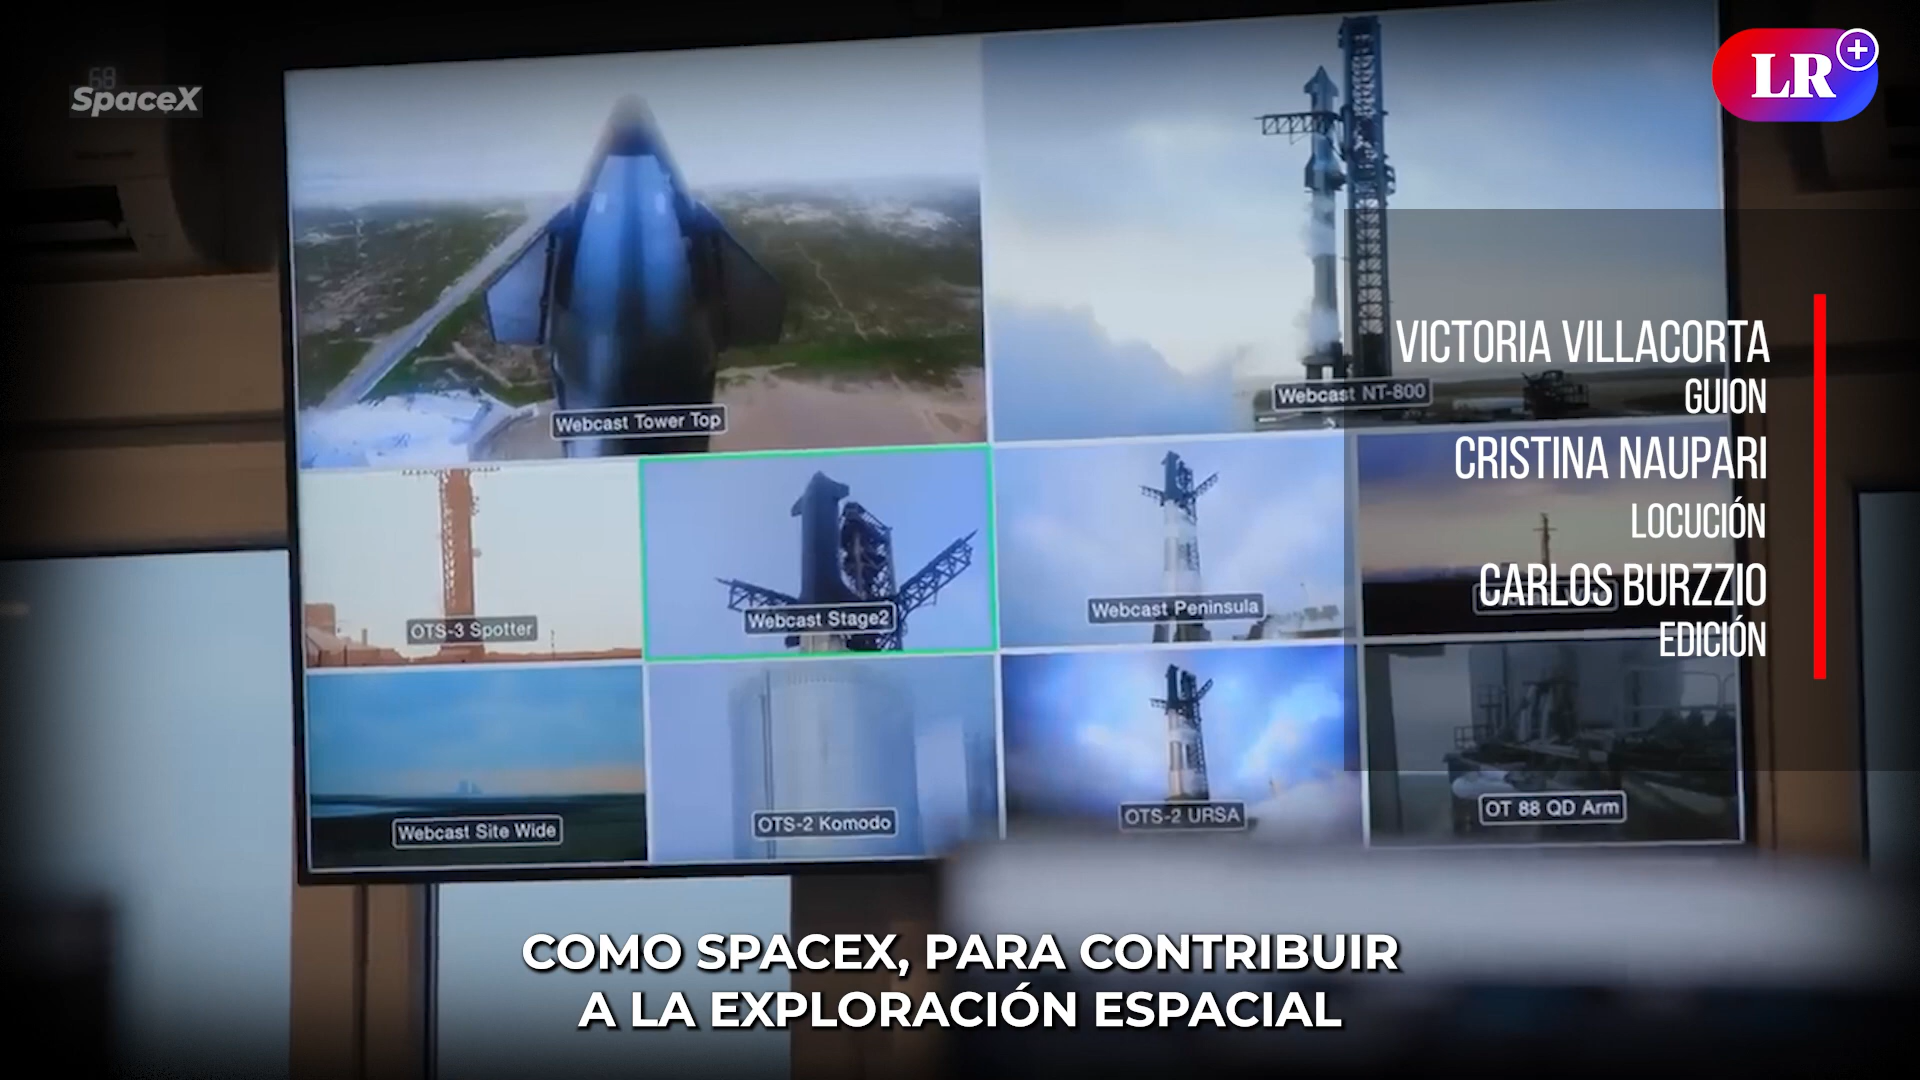 68
SpaceX
LR+
Webcast Tower Top
Webcast NT-800
VICTORIA VILLACORTA
GUION
CRISTINA NAUPARI
LOCUCIÓN
CARLOS BURZZIO
EDICIÓN
OTS-3 Spotter
Webcast Stage2
Webcast Peninsula
Webcast Site Wide
OTS-2 Komodo
OTS-2 URSA
OT 88 QD Arm
COMO SPACEX, PARA CONTRIBUIR
A LA EXPLORACIÓN ESPACIAL